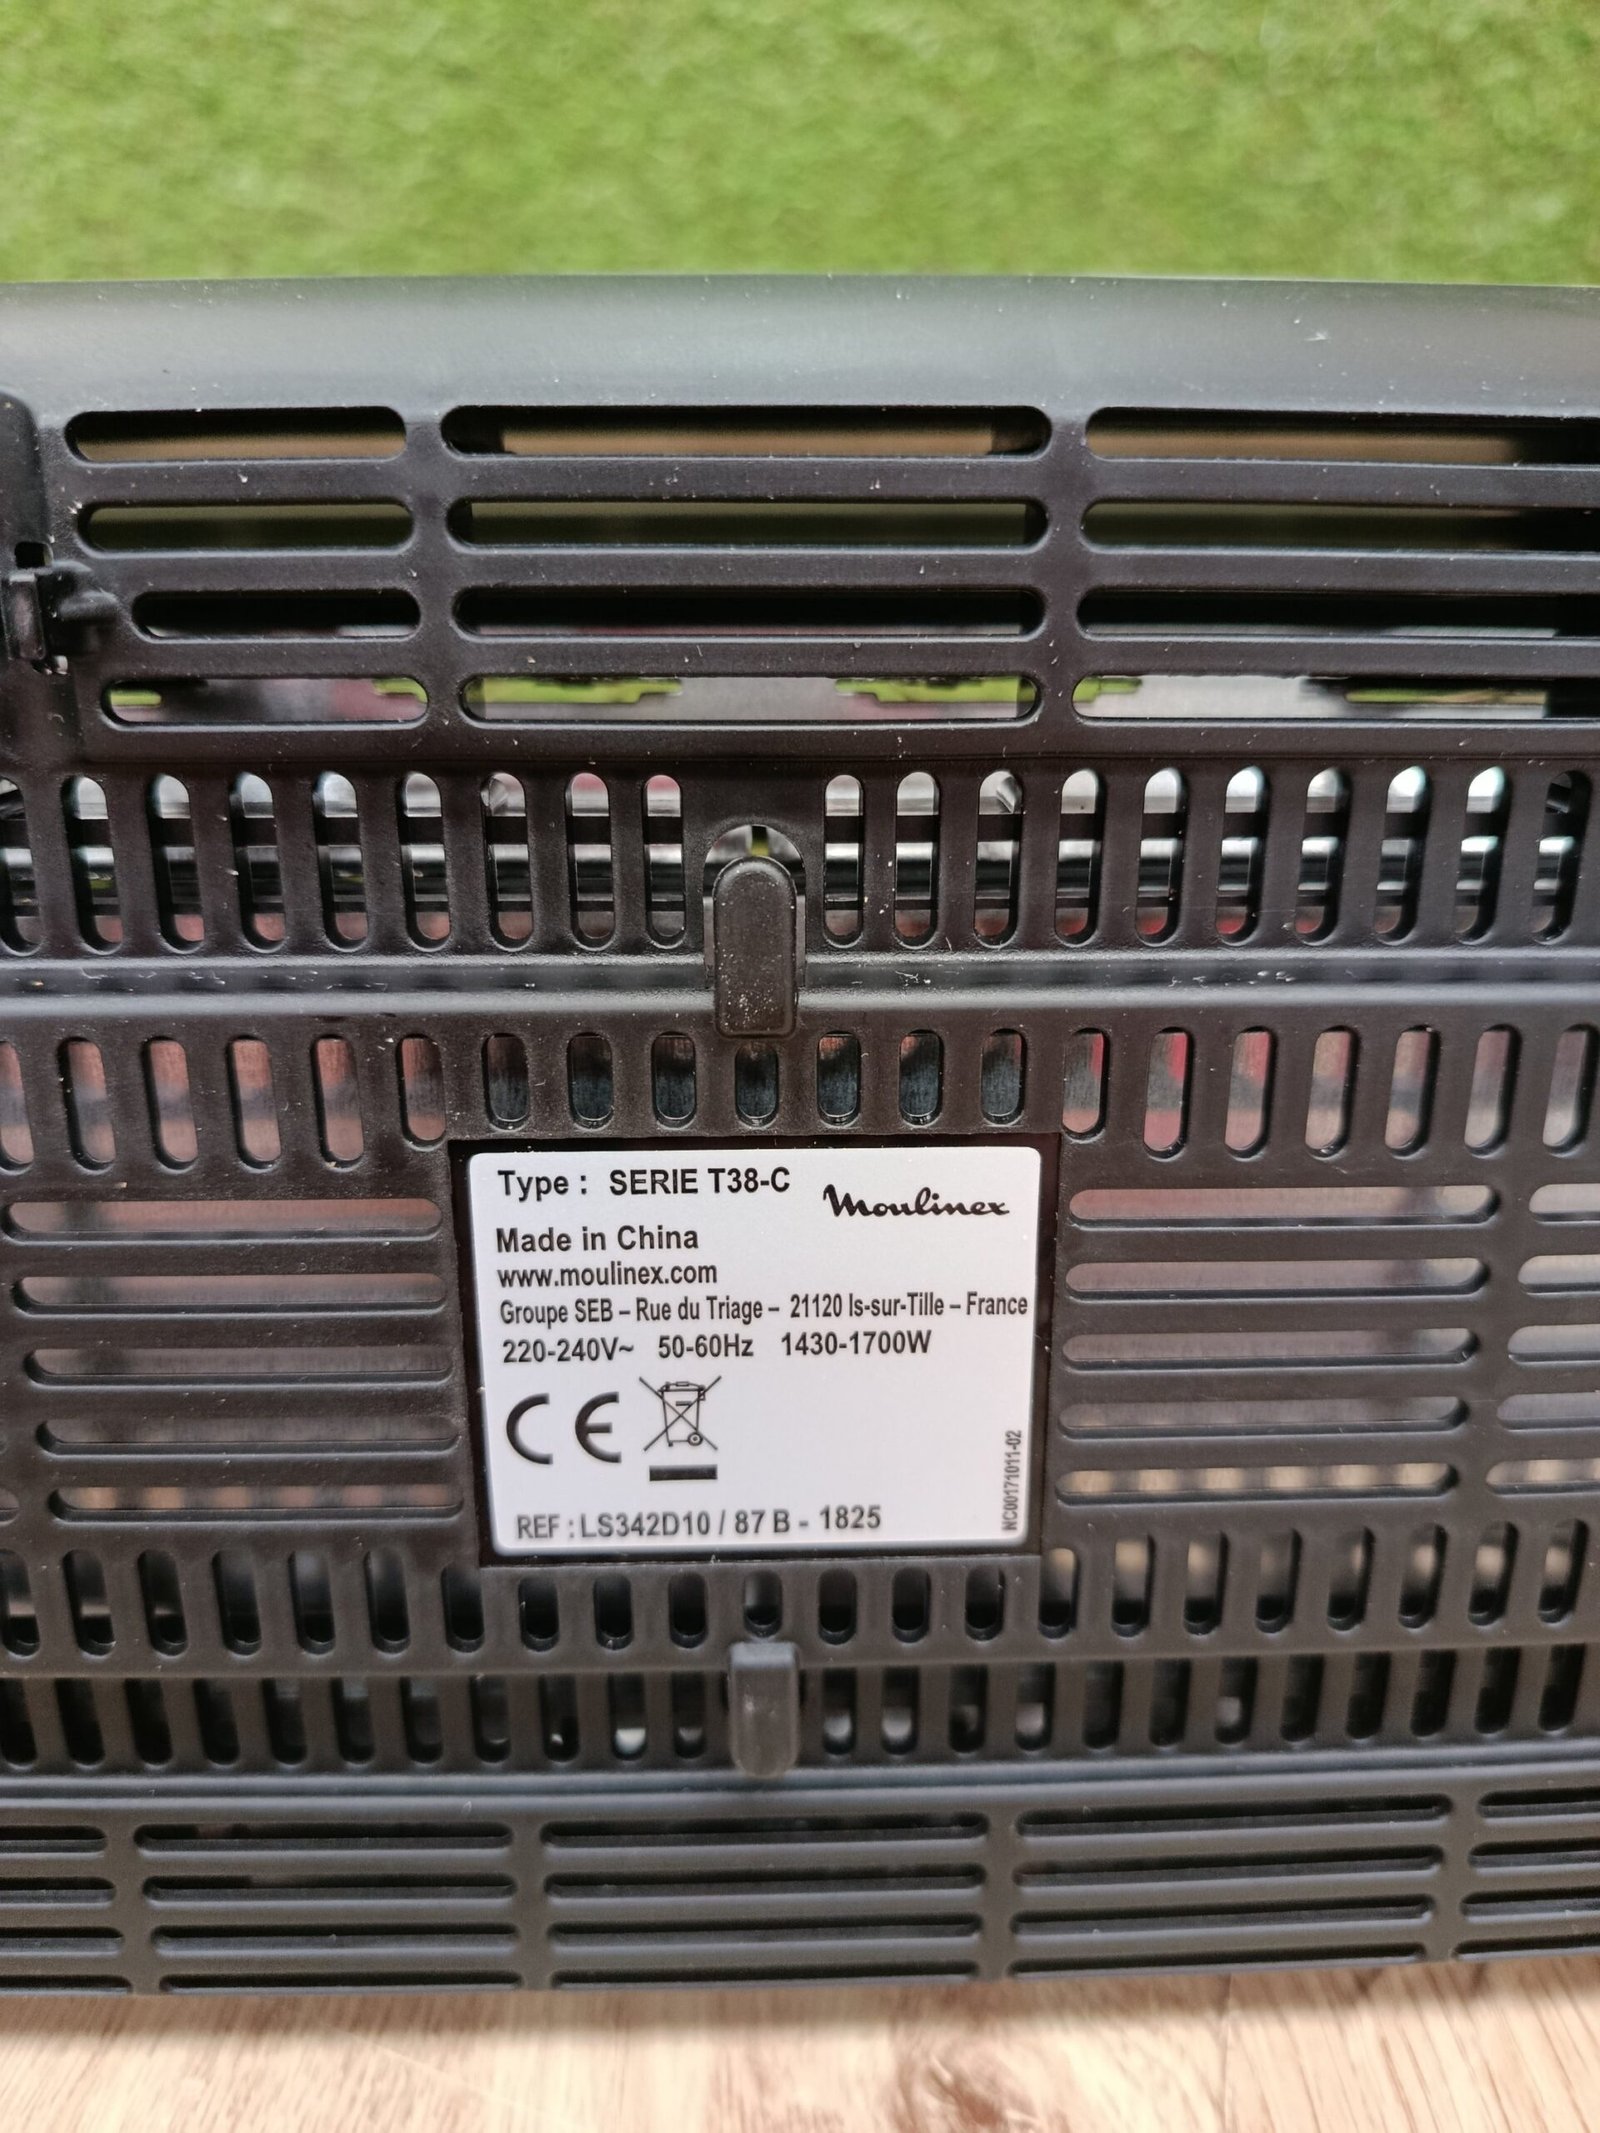 Type : SERIE T38-C
Moulinex
Made in China
www.moulinex.com
Groupe SEB – Rue du Triage – 21120 Is-sur-Tille – France
220-240V~ 50-60Hz 1430-1700W
CE
REF : LS342D10 / 87 B - 1825
NC00171011-02